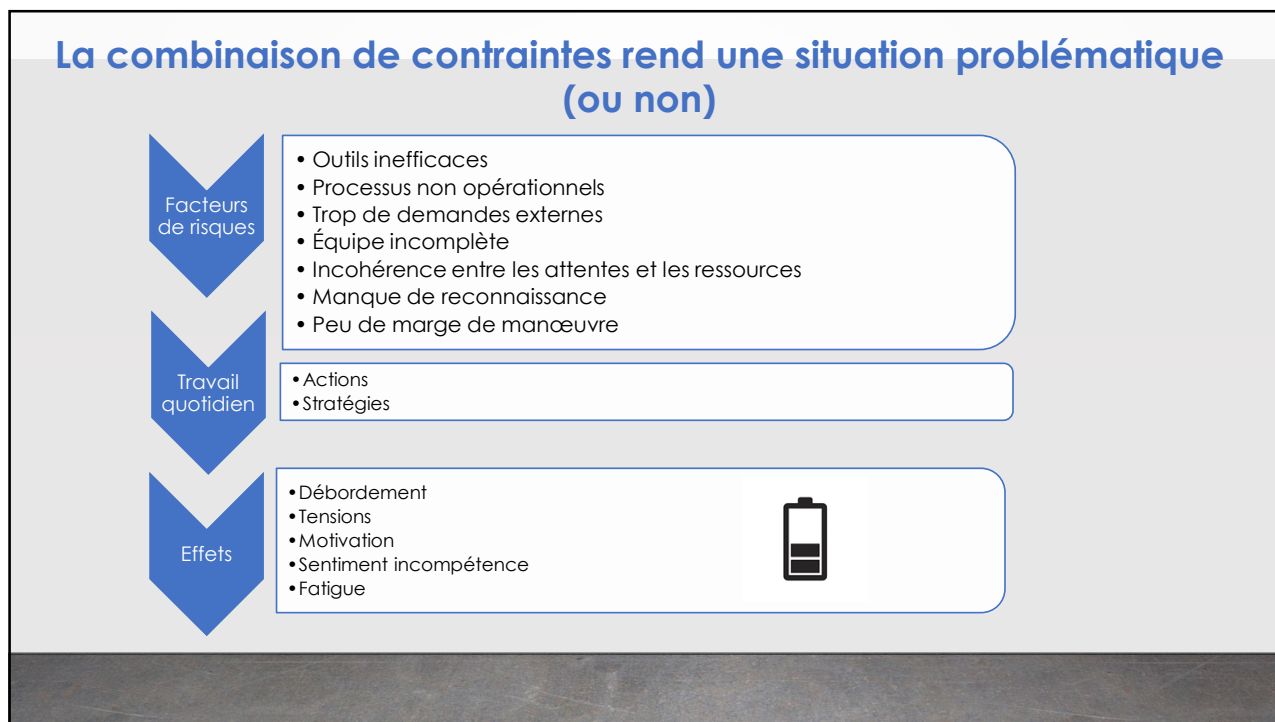 La combinaison de contraintes rend une situation problématique
(ou non)
Facteurs
de risques
• Outils inefficaces
• Processus non opérationnels
• Trop de demandes externes
• Équipe incomplète
• Incohérence entre les attentes et les ressources
• Manque de reconnaissance
• Peu de marge de manœuvre
Travail
quotidien
• Actions
• Stratégies
Effets
• Débordement
• Tensions
• Motivation
• Sentiment incompétence
• Fatigue